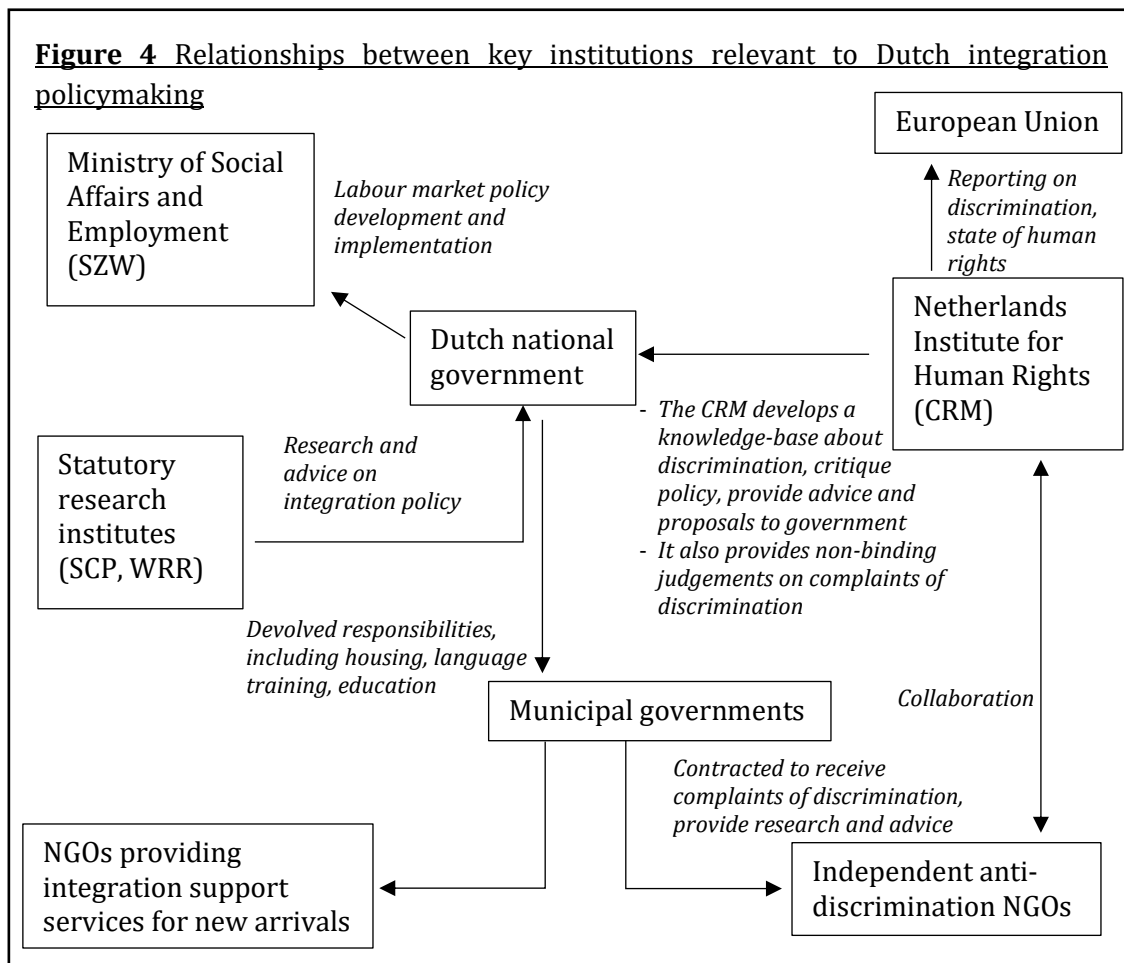 Figure 4 Relationships between key institutions relevant to Dutch integration
policymaking
European Union
Ministry of Social
Affairs and
Employment
(SZW)
Labour market policy
development and
implementation
Reporting on
discrimination,
state of human
rights
Netherlands
Institute for
Human Rights
(CRM)
Dutch national
government
- The CRM develops a
knowledge-base about
discrimination, critique
policy, provide advice and
proposals to government
- It also provides non-binding
judgements on complaints of
discrimination
Statutory
research
institutes
(SCP, WRR)
Research and
advice on
integration policy
Devolved responsibilities,
including housing, language
training, education
Municipal governments
Collaboration
Contracted to receive
complaints of discrimination,
provide research and advice
NGOs providing
integration support
services for new arrivals
Independent anti-
discrimination NGOs